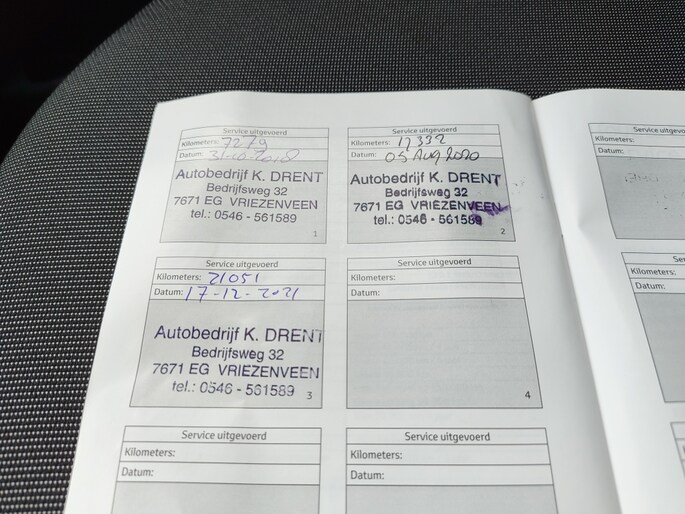 Service uitgevoerd
Kilometers: 7279
Datum: 31-10-2018
Autobedrijf K. DRENT
Bedrijfsweg 32
7671 EG VRIEZENVEEN
tel.: 0546 - 561589
1
Service uitgevoerd
Kilometers: 17332
Datum: 05 Aug 2020
Autobedrijf K. DRENT
Bedrijfsweg 32
7671 EG VRIEZENVEEN
tel.: 0546 - 561589
2
Service uitgevoerd
Kilometers: 21051
Datum: 17-12-2021
Autobedrijf K. DRENT
Bedrijfsweg 32
7671 EG VRIEZENVEEN
tel.: 0546 - 561589
3
Service uitgevoerd
Kilometers:
Datum:
4
Service uitgevoerd
Kilometers:
Datum:
Service uitgevoerd
Kilometers:
Datum:
Kilometers:
Datum:
Kilometers:
Datum: